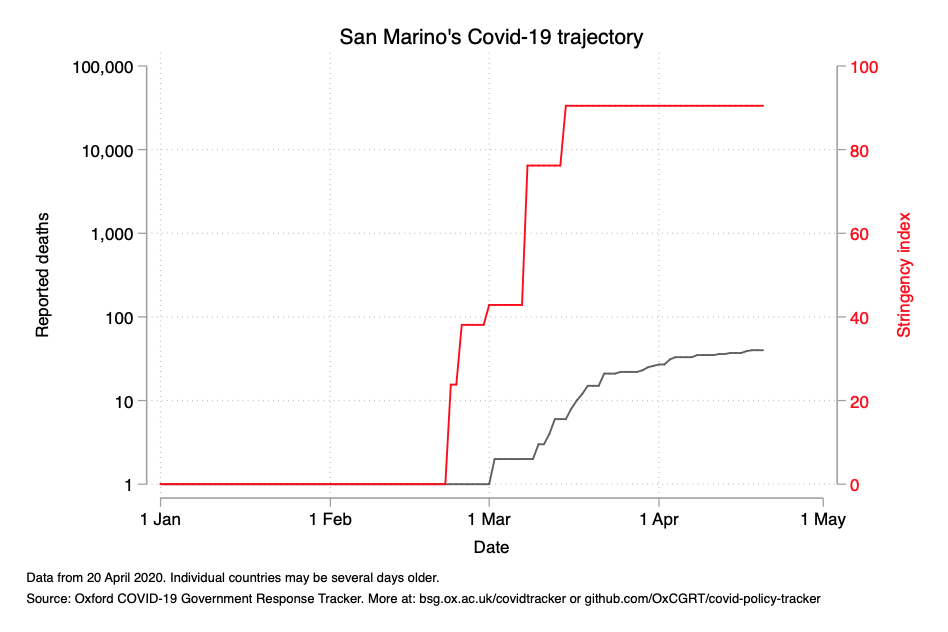 San Marino's Covid-19 trajectory
100,000
10,000
1,000
100
10
1
Reported deaths
100
80
60
40
20
0
Stringency index
1 Jan
1 Feb
1 Mar
1 Apr
1 May
Date
Data from 20 April 2020. Individual countries may be several days older.
Source: Oxford COVID-19 Government Response Tracker. More at: bsg.ox.ac.uk/covidtracker or github.com/OxCGRT/covid-policy-tracker